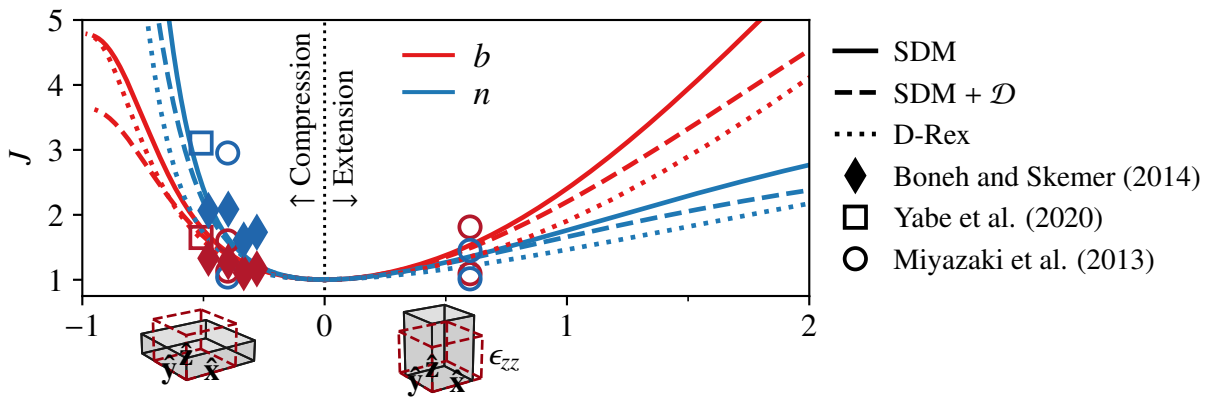 5
4
3
2
1
J
b
n
↑ Compression
↓ Extension
SDM
SDM + 𝒟
D-Rex
Boneh and Skemer (2014)
Yabe et al. (2020)
Miyazaki et al. (2013)
−1
0
1
2
ŷ ẑ x̂
ŷ ẑ x̂
ϵzz